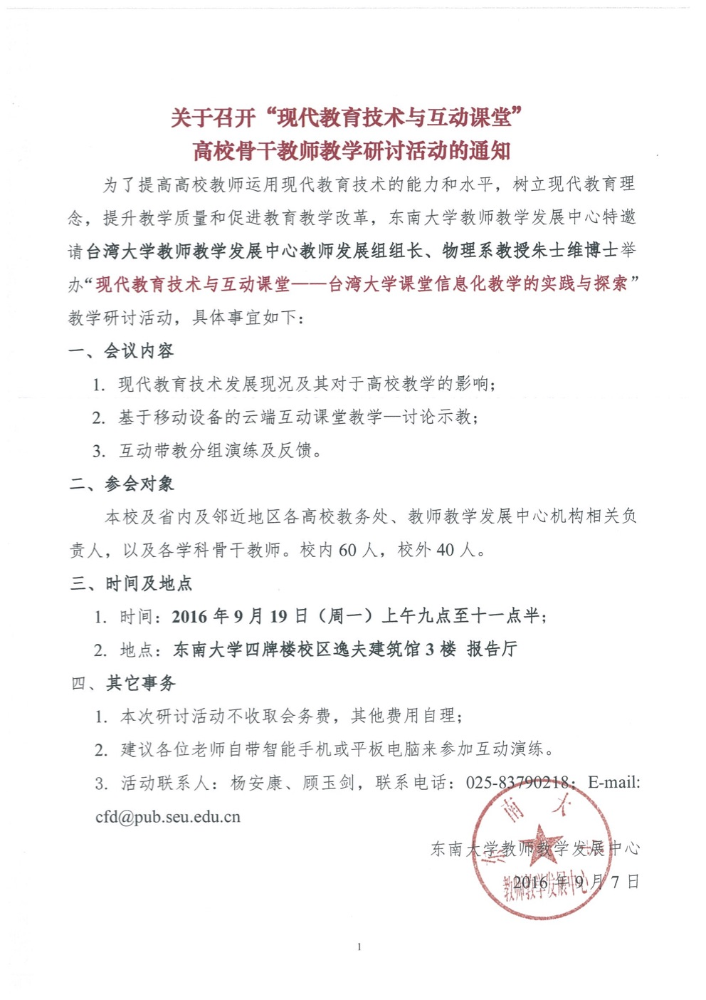 关于召开“现代教育技术与互动课堂”
高校骨干教师教学研讨活动的通知
为了提高高校教师运用现代教育技术的能力和水平，树立现代教育理
念，提升教学质量和促进教育教学改革，东南大学教师教学发展中心特邀
请台湾大学教师教学发展中心教师发展组组长、物理系教授朱士维博士举
办“现代教育技术与互动课堂——台湾大学课堂信息化教学的实践与探索”
教学研讨活动，具体事宜如下：
一、会议内容
1. 现代教育技术发展现况及其对于高校教学的影响；
2. 基于移动设备的云端互动课堂教学—讨论示教；
3. 互动带教分组演练及反馈。
二、参会对象
本校及省内及邻近地区各高校教务处、教师教学发展中心机构相关负
责人，以及各学科骨干教师。校内 60 人，校外 40 人。
三、时间及地点
1. 时间：2016 年 9 月 19 日（周一）上午九点至十一点半；
2. 地点：东南大学四牌楼校区逸夫建筑馆 3 楼 报告厅
四、其它事务
1. 本次研讨活动不收取会务费，其他费用自理；
2. 建议各位老师自带智能手机或平板电脑来参加互动演练。
3. 活动联系人：杨安康、顾玉剑，联系电话：025-83790218；E-mail:
cfd@pub.seu.edu.cn
东南大学教师教学发展中心
2016 年 9 月 7 日
东南大学
教师教学发展中心
1